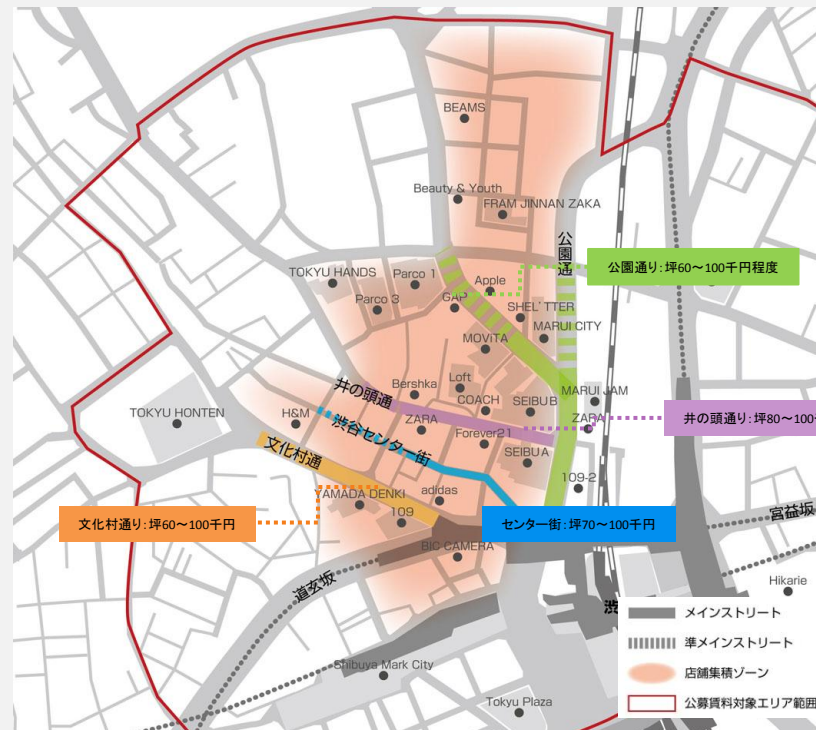 BEAMS
Beauty & Youth
FRAM JINNAN ZAKA
公園通
公園通り：坪60～100千円程度
TOKYU HANDS
Parco 1
Apple
Parco 3
GAP
SHEL'TTER
MARUI CITY
MOVITA
井の頭通
Bershka
Loft
COACH
SEIBU B
MARUI JAM
ZARA
井の頭通り：坪80～100
TOKYU HONTEN
H&M
渋谷センター街
ZARA
Forever21
文化村通
SEIBU A
109-2
YAMADA DENKI
adidas
109
文化村通り：坪60～100千円
センター街：坪70～100千円
宮益坂
BIC CAMERA
道玄坂
Hikarie
渋
Shibuya Mark City
Tokyu Plaza
メインストリート
準メインストリート
店舗集積ゾーン
公募賃料対象エリア範囲